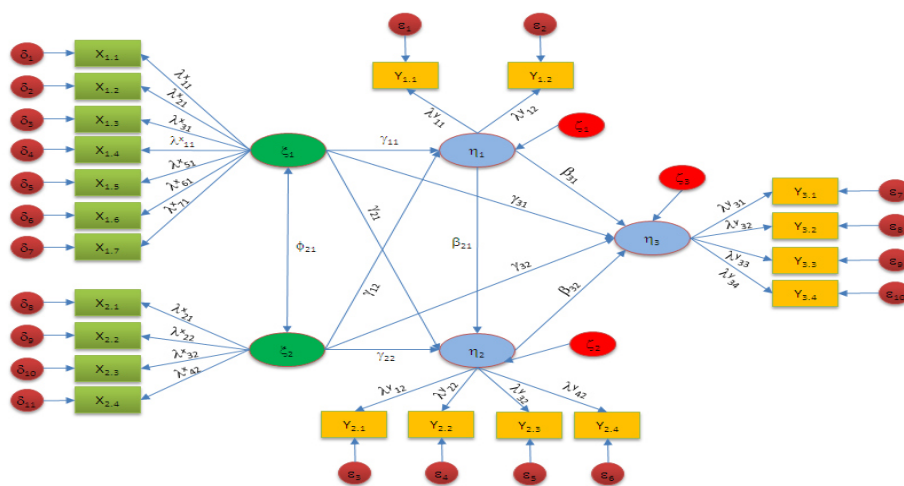 ε₁
ε₂
δ₁
X₁.₁
δ₂
X₁.₂
δ₃
X₁.₃
δ₄
X₁.₄
δ₅
X₁.₅
δ₆
X₁.₆
δ₇
X₁.₇
λˣ₁₁
λˣ₂₁
λˣ₃₁
λˣ₁₁
λˣ₅₁
λˣ₆₁
λˣ₇₁
Y₁.₁
Y₁.₂
λʸ₁₁
λʸ₁₂
ξ₁
γ₁₁
η₁
β₃₁
γ₂₁
γ₃₁
ϕ₂₁
β₂₁
γ₁₂
γ₃₂
β₃₂
η₃
λʸ₃₁
λʸ₃₂
λʸ₃₃
λʸ₃₄
Y₃.₁
ε₇
Y₃.₂
ε₈
Y₃.₃
ε₉
Y₃.₄
ε₁₀
δ₈
X₂.₁
δ₉
X₂.₂
δ₁₀
X₂.₃
δ₁₁
X₂.₄
λˣ₂₁
λˣ₂₂
λˣ₃₂
λˣ₄₂
ξ₂
γ₂₂
η₂
ζ₂
λʸ₁₂
λʸ₂₂
λʸ₃₂
λʸ₄₂
Y₂.₁
Y₂.₂
Y₂.₃
Y₂.₄
ε₃
ε₄
ε₅
ε₆